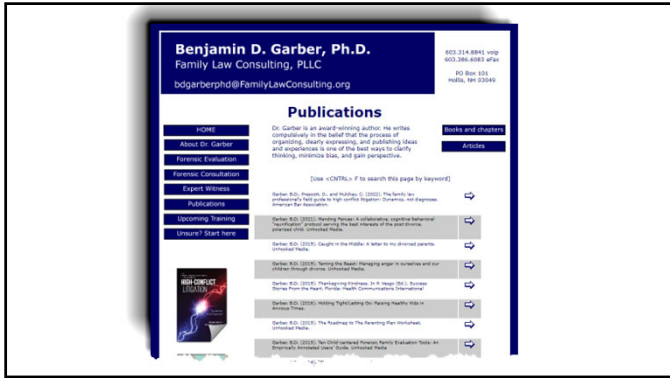 Benjamin D. Garber, Ph.D.
Family Law Consulting, PLLC
bdgarberphd@FamilyLawConsulting.org
603.314.8841 voip
603.386.6083 eFax
PO Box 101
Hollis, NH 03049
Publications
HOME
About Dr. Garber
Forensic Evaluation
Forensic Consultation
Expert Witness
Publications
Upcoming Training
Unsure? Start here
Dr. Garber is an award-winning author. He writes
compulsively in the belief that the process of
organizing, clearly expressing, and publishing ideas
and experiences is one of the best ways to clarify
thinking, minimize bias, and gain perspective.
Books and chapters
Articles
[Use <CNTRL> F to search this page by keyword]
Garber, B.D., Prescott, D., and Mulchay, C. (2022). The family law
professional's field guide to high conflict litigation: Dynamics, not diagnoses.
American Bar Association.
Garber, B.D. (2021). Mending Fences: A collaborative, cognitive behavioral
"reunification" protocol serving the best interests of the post divorce,
polarized child. Unhooked Media.
Garber, B.D. (2019). Caught in the Middle: A letter to my divorced parents.
Unhooked Media.
Garber, B.D. (2019). Taming the Beast: Managing anger in ourselves and our
children through divorce. Unhooked Media.
Garber, B.D. (2019). Thanksgiving Kindness. In R. Vesgo (Ed.), Success
Stories From the Heart. Florida: Health Communications International
Garber, B.D. (2016). Holding Tight/Letting Go: Raising Healthy Kids in
Anxious Times.
Garber, B.D. (2015). The Roadmap to The Parenting Plan Worksheet.
Unhooked Media.
Garber, B.D. (2015). Ten Child-centered Forensic Family Evaluation Tools: An
Empirically Annotated Users' Guide. Unhooked Media
HIGH-CONFLICT
LITIGATION